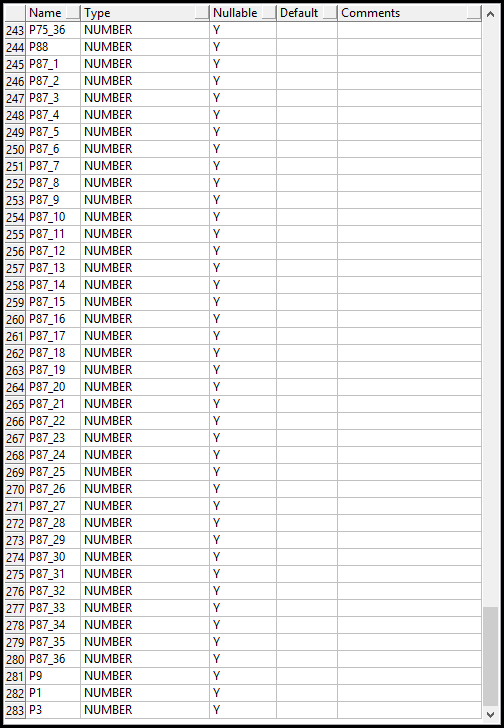 Name Type Nullable Default Comments
243 P75_36 NUMBER Y
244 P88 NUMBER Y
245 P87_1 NUMBER Y
246 P87_2 NUMBER Y
247 P87_3 NUMBER Y
248 P87_4 NUMBER Y
249 P87_5 NUMBER Y
250 P87_6 NUMBER Y
251 P87_7 NUMBER Y
252 P87_8 NUMBER Y
253 P87_9 NUMBER Y
254 P87_10 NUMBER Y
255 P87_11 NUMBER Y
256 P87_12 NUMBER Y
257 P87_13 NUMBER Y
258 P87_14 NUMBER Y
259 P87_15 NUMBER Y
260 P87_16 NUMBER Y
261 P87_17 NUMBER Y
262 P87_18 NUMBER Y
263 P87_19 NUMBER Y
264 P87_20 NUMBER Y
265 P87_21 NUMBER Y
266 P87_22 NUMBER Y
267 P87_23 NUMBER Y
268 P87_24 NUMBER Y
269 P87_25 NUMBER Y
270 P87_26 NUMBER Y
271 P87_27 NUMBER Y
272 P87_28 NUMBER Y
273 P87_29 NUMBER Y
274 P87_30 NUMBER Y
275 P87_31 NUMBER Y
276 P87_32 NUMBER Y
277 P87_33 NUMBER Y
278 P87_34 NUMBER Y
279 P87_35 NUMBER Y
280 P87_36 NUMBER Y
281 P9 NUMBER Y
282 P1 NUMBER Y
283 P3 NUMBER Y